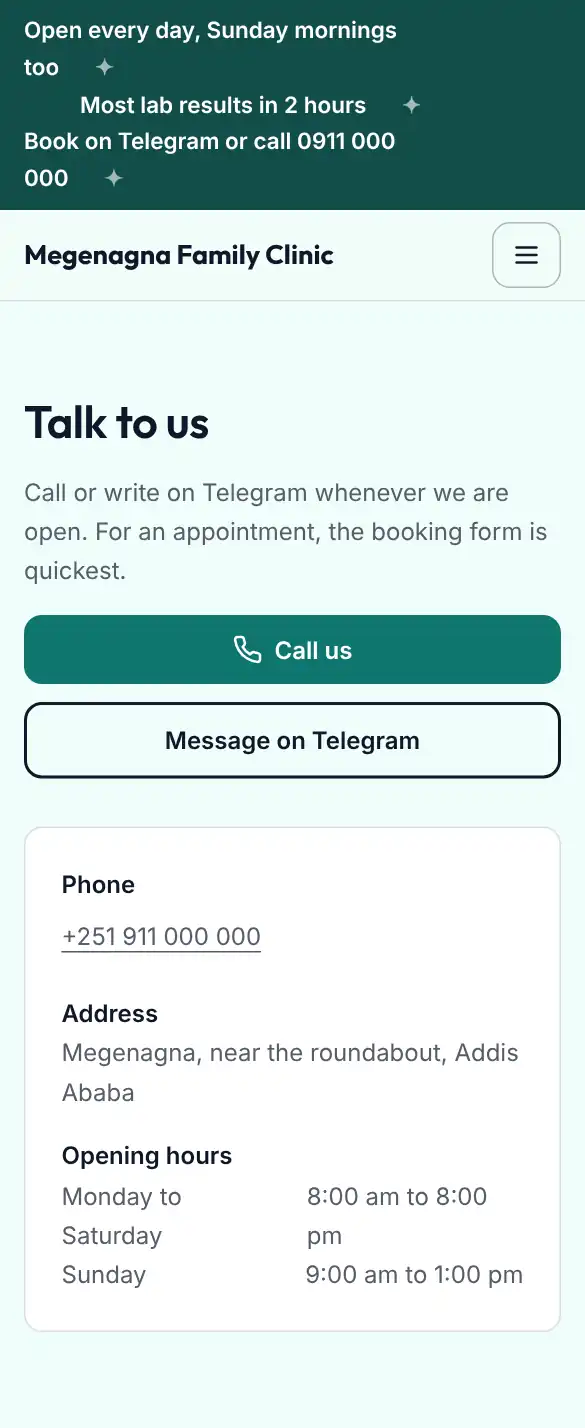 Open every day, Sunday mornings
too ✦
Most lab results in 2 hours ✦
Book on Telegram or call 0911 000
000 ✦
Megenagna Family Clinic
Talk to us
Call or write on Telegram whenever we are
open. For an appointment, the booking form is
quickest.
Call us
Message on Telegram
Phone
+251 911 000 000
Address
Megenagna, near the roundabout, Addis
Ababa
Opening hours
Monday to 8:00 am to 8:00
Saturday pm
Sunday 9:00 am to 1:00 pm